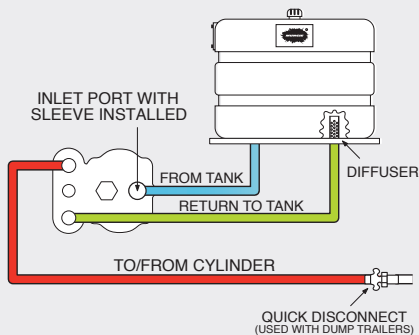 INLET PORT WITH
SLEEVE INSTALLED
DIFFUSER
FROM TANK
RETURN TO TANK
TO/FROM CYLINDER
QUICK DISCONNECT
(USED WITH DUMP TRAILERS)